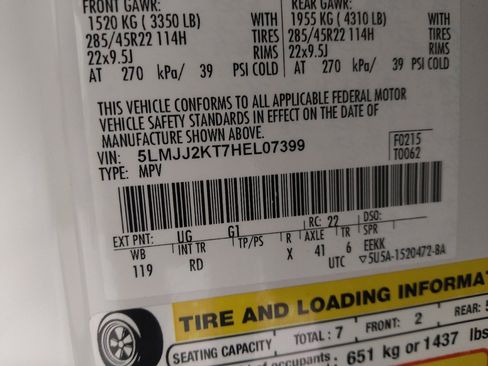 FRONT GAWR: REAR GAWR:
1520 KG ( 3350 LB) WITH 1955 KG ( 4310 LB) WITH
285/45R22 114H TIRES 285/45R22 114H TIRES
22x9.5J RIMS 22x9.5J RIMS
AT 270 kPa/ 39 PSI COLD AT 270 kPa/ 39 PSI COLD
THIS VEHICLE CONFORMS TO ALL APPLICABLE FEDERAL MOTOR
VEHICLE SAFETY STANDARDS IN EFFECT ON THE DATE OF
MANUFACTURE SHOWN ABOVE.
VIN: 5LMJJ2KT7HEL07399 F0215
TYPE: MPV T0062
EXT PNT: UG G1 RC: 22 DSO:
WB INT TR TP/PS R AXLE TR SPR
119 RD X 41 6 EEKK
UTC 5U5A-1520472-BA
TIRE AND LOADING INFORMA
SEATING CAPACITY TOTAL : 7 FRONT: 2 REAR:
occupants 651 kg or 1437 lbs